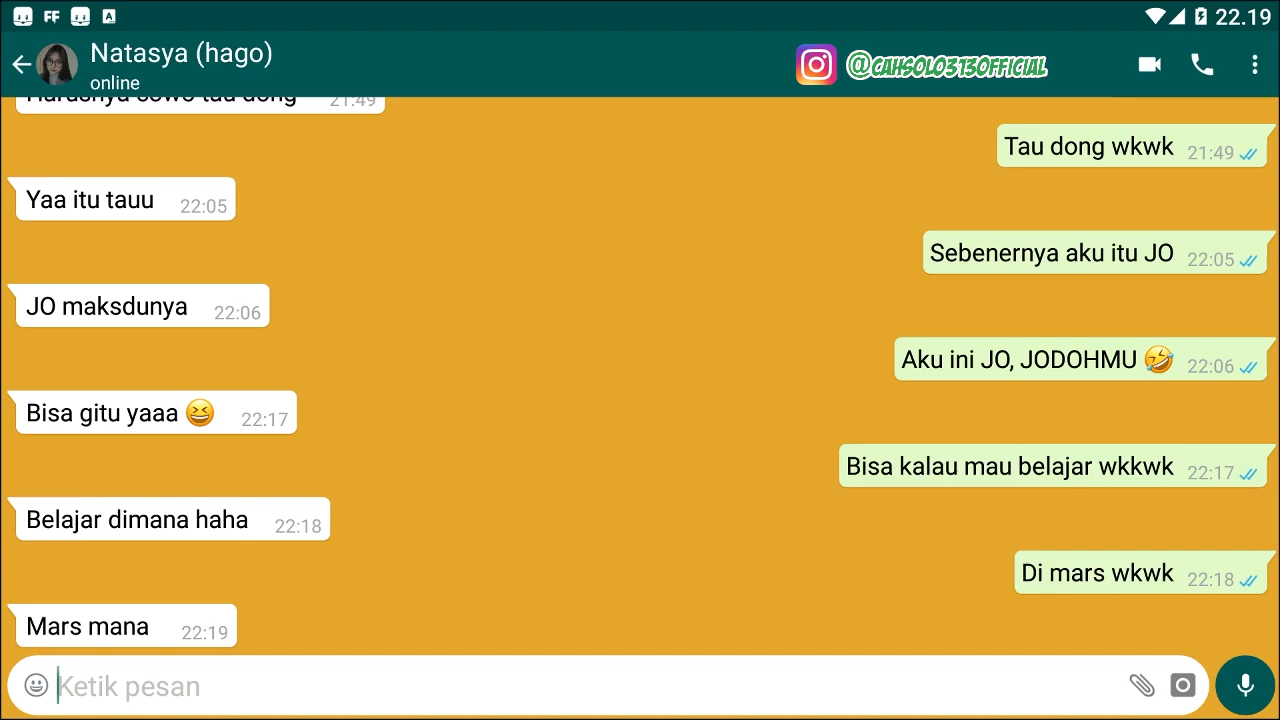 FF
A
22.19
Natasya (hago)
online
@CAHSOLO313OFFICIAL
Harusnya cowo tau dong 21:49
Tau dong wkwk 21:49
Yaa itu tauu 22:05
Sebenernya aku itu JO 22:05
JO maksdunya 22:06
Aku ini JO, JODOHMU 🤣 22:06
Bisa gitu yaaa 😆 22:17
Bisa kalau mau belajar wkkwk 22:17
Belajar dimana haha 22:18
Di mars wkwk 22:18
Mars mana 22:19
Ketik pesan